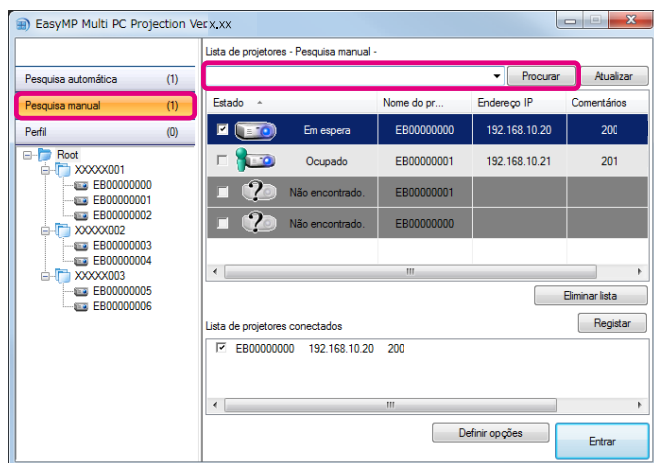 EasyMP Multi PC Projection Ver.x.xx
Lista de projetores - Pesquisa manual -
Procurar
Atualizar
Pesquisa automática (1)
Pesquisa manual (1)
Perfil (0)
Estado Nome do pr... Endereço IP Comentários
Em espera EB00000000 192.168.10.20 200
Ocupado EB00000001 192.168.10.21 201
Não encontrado. EB00000001
Não encontrado. EB00000000
Root
XXXXX001
EB00000000
EB00000001
EB00000002
XXXXX002
EB00000003
EB00000004
XXXXX003
EB00000005
EB00000006
Eliminar lista
Lista de projetores conectados
Registar
EB00000000 192.168.10.20 200
Definir opções
Entrar